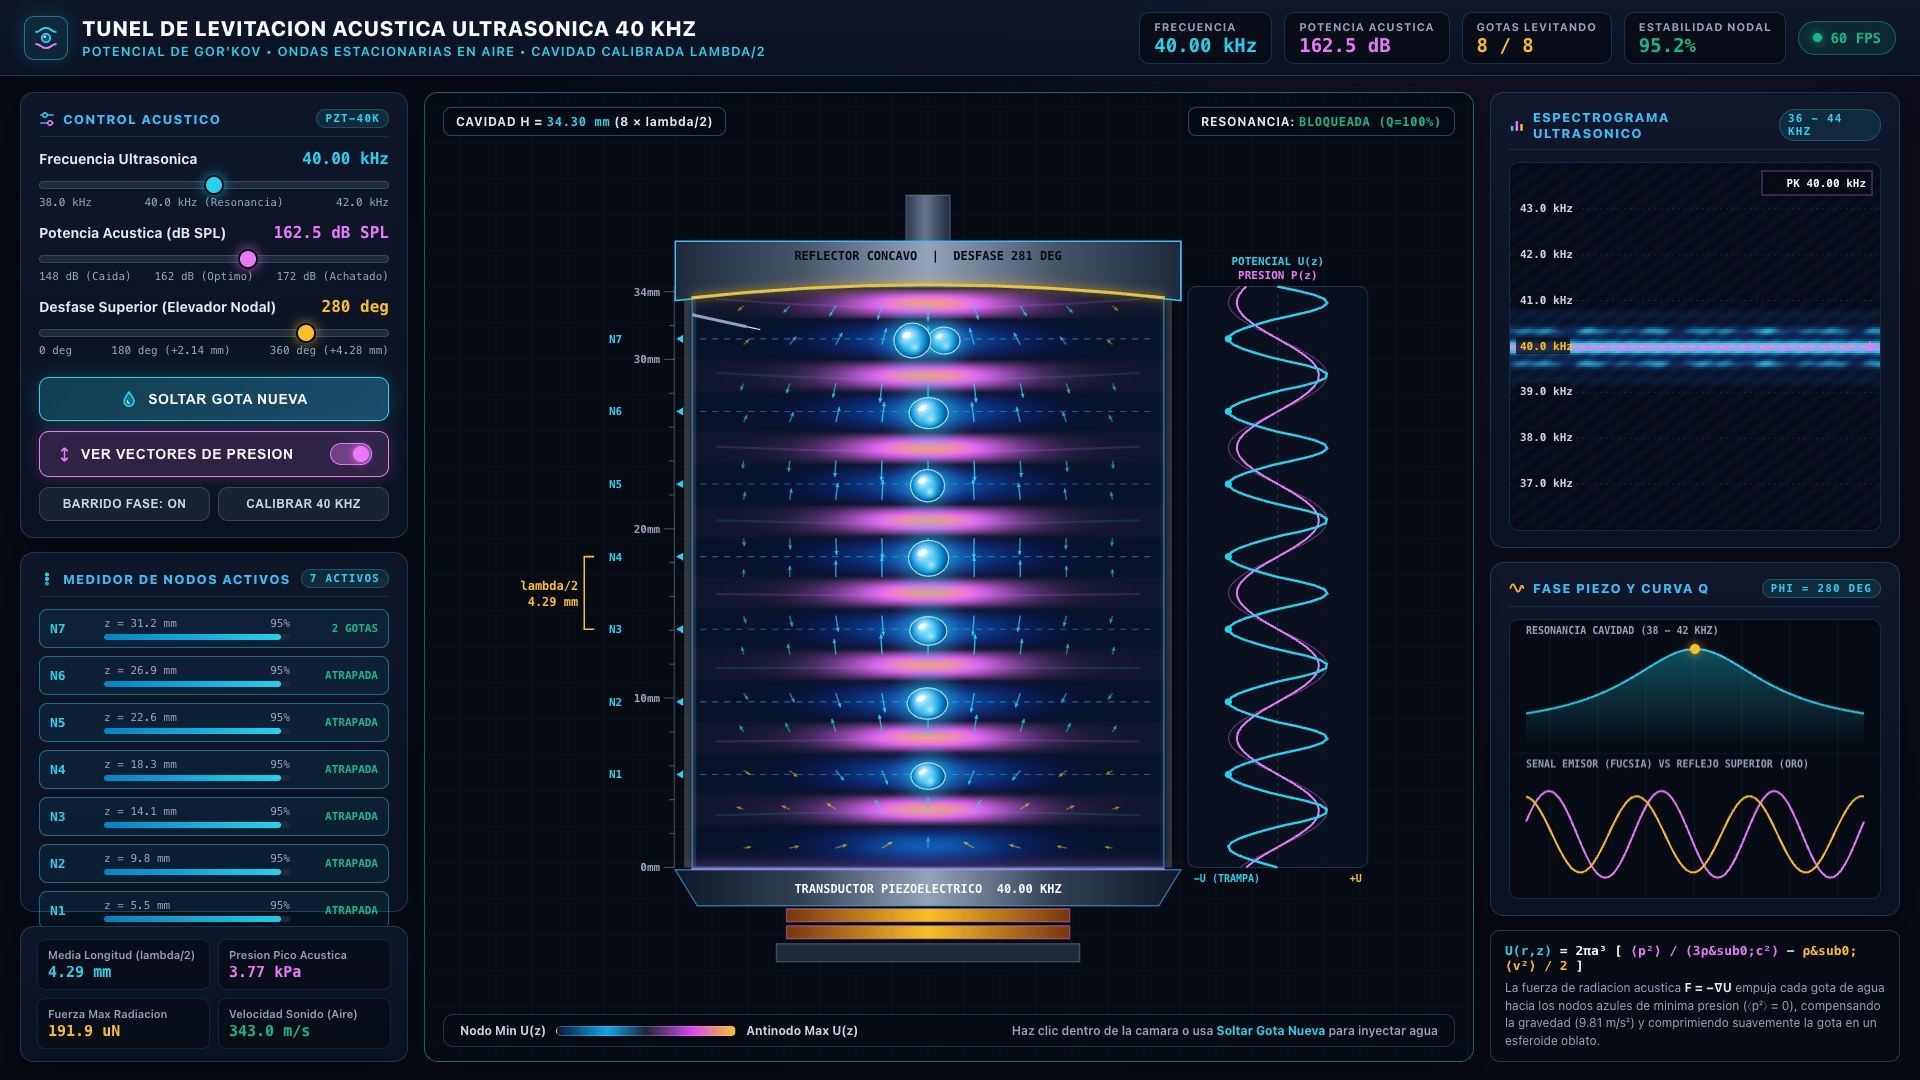 TUNEL DE LEVITACION ACUSTICA ULTRASONICA 40 KHZ
POTENCIAL DE GOR'KOV • ONDAS ESTACIONARIAS EN AIRE • CAVIDAD CALIBRADA LAMBDA/2
FRECUENCIA
40.00 kHz
POTENCIA ACUSTICA
162.5 dB
GOTAS LEVITANDO
8 / 8
ESTABILIDAD NODAL
95.2%
60 FPS
CONTROL ACUSTICO
PZT-40K
Frecuencia Ultrasonica 40.00 kHz
38.0 kHz 40.0 kHz (Resonancia) 42.0 kHz
Potencia Acustica (dB SPL) 162.5 dB SPL
148 dB (Caida) 162 dB (Optimo) 172 dB (Achatado)
Desfase Superior (Elevador Nodal) 280 deg
0 deg 180 deg (+2.14 mm) 360 deg (+4.28 mm)
SOLTAR GOTA NUEVA
VER VECTORES DE PRESION
BARRIDO FASE: ON
CALIBRAR 40 KHZ
MEDIDOR DE NODOS ACTIVOS
7 ACTIVOS
N7 z = 31.2 mm 95% 2 GOTAS
N6 z = 26.9 mm 95% ATRAPADA
N5 z = 22.6 mm 95% ATRAPADA
N4 z = 18.3 mm 95% ATRAPADA
N3 z = 14.1 mm 95% ATRAPADA
N2 z = 9.8 mm 95% ATRAPADA
N1 z = 5.5 mm 95% ATRAPADA
Media Longitud (lambda/2)
4.29 mm
Presion Pico Acustica
3.77 kPa
Fuerza Max Radiacion
191.9 uN
Velocidad Sonido (Aire)
343.0 m/s
CAVIDAD H = 34.30 mm (8 × lambda/2)
RESONANCIA: BLOQUEADA (Q=100%)
REFLECTOR CONCAVO | DESFASE 281 DEG
34mm
N7
30mm
N6
N5
20mm
N4
lambda/2
4.29 mm
N3
N2
10mm
N1
0mm
POTENCIAL U(z)
PRESION P(z)
-U (TRAMPA) +U
TRANSDUCTOR PIEZOELECTRICO 40.00 KHZ
Nodo Min U(z)
Antinodo Max U(z)
Haz clic dentro de la camara o usa Soltar Gota Nueva para inyectar agua
ESPECTROGRAMA
ULTRASONICO
36 – 44
KHZ
PK 40.00 kHz
43.0 kHz
42.0 kHz
41.0 kHz
40.0 kHz
39.0 kHz
38.0 kHz
37.0 kHz
FASE PIEZO Y CURVA Q
PHI = 280 DEG
RESONANCIA CAVIDAD (38 – 42 KHZ)
SENAL EMISOR (FUCSIA) VS REFLEJO SUPERIOR (ORO)
U(r,z) = 2πa³ [ ⟨p²⟩ / (3ρ&sub0;c²) − ρ&sub0;
⟨v²⟩ / 2 ]
La fuerza de radiacion acustica F = −∇U empuja cada gota de agua
hacia los nodos azules de minima presion (⟨p²⟩ = 0), compensando
la gravedad (9.81 m/s²) y comprimiendo suavemente la gota en un
esferoide oblato.